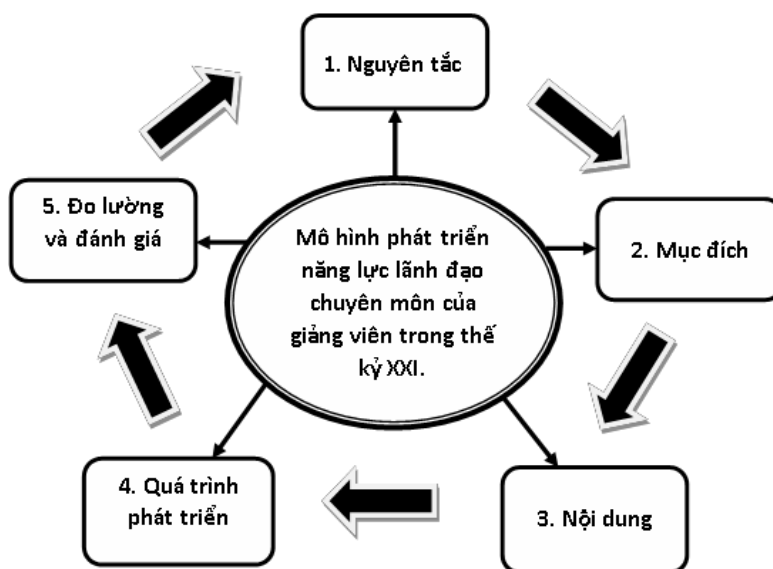 1. Nguyên tắc
2. Mục đích
3. Nội dung
4. Quá trình
phát triển
5. Đo lường
và đánh giá
Mô hình phát triển
năng lực lãnh đạo
chuyên môn của
giảng viên trong thế
kỷ XXI.